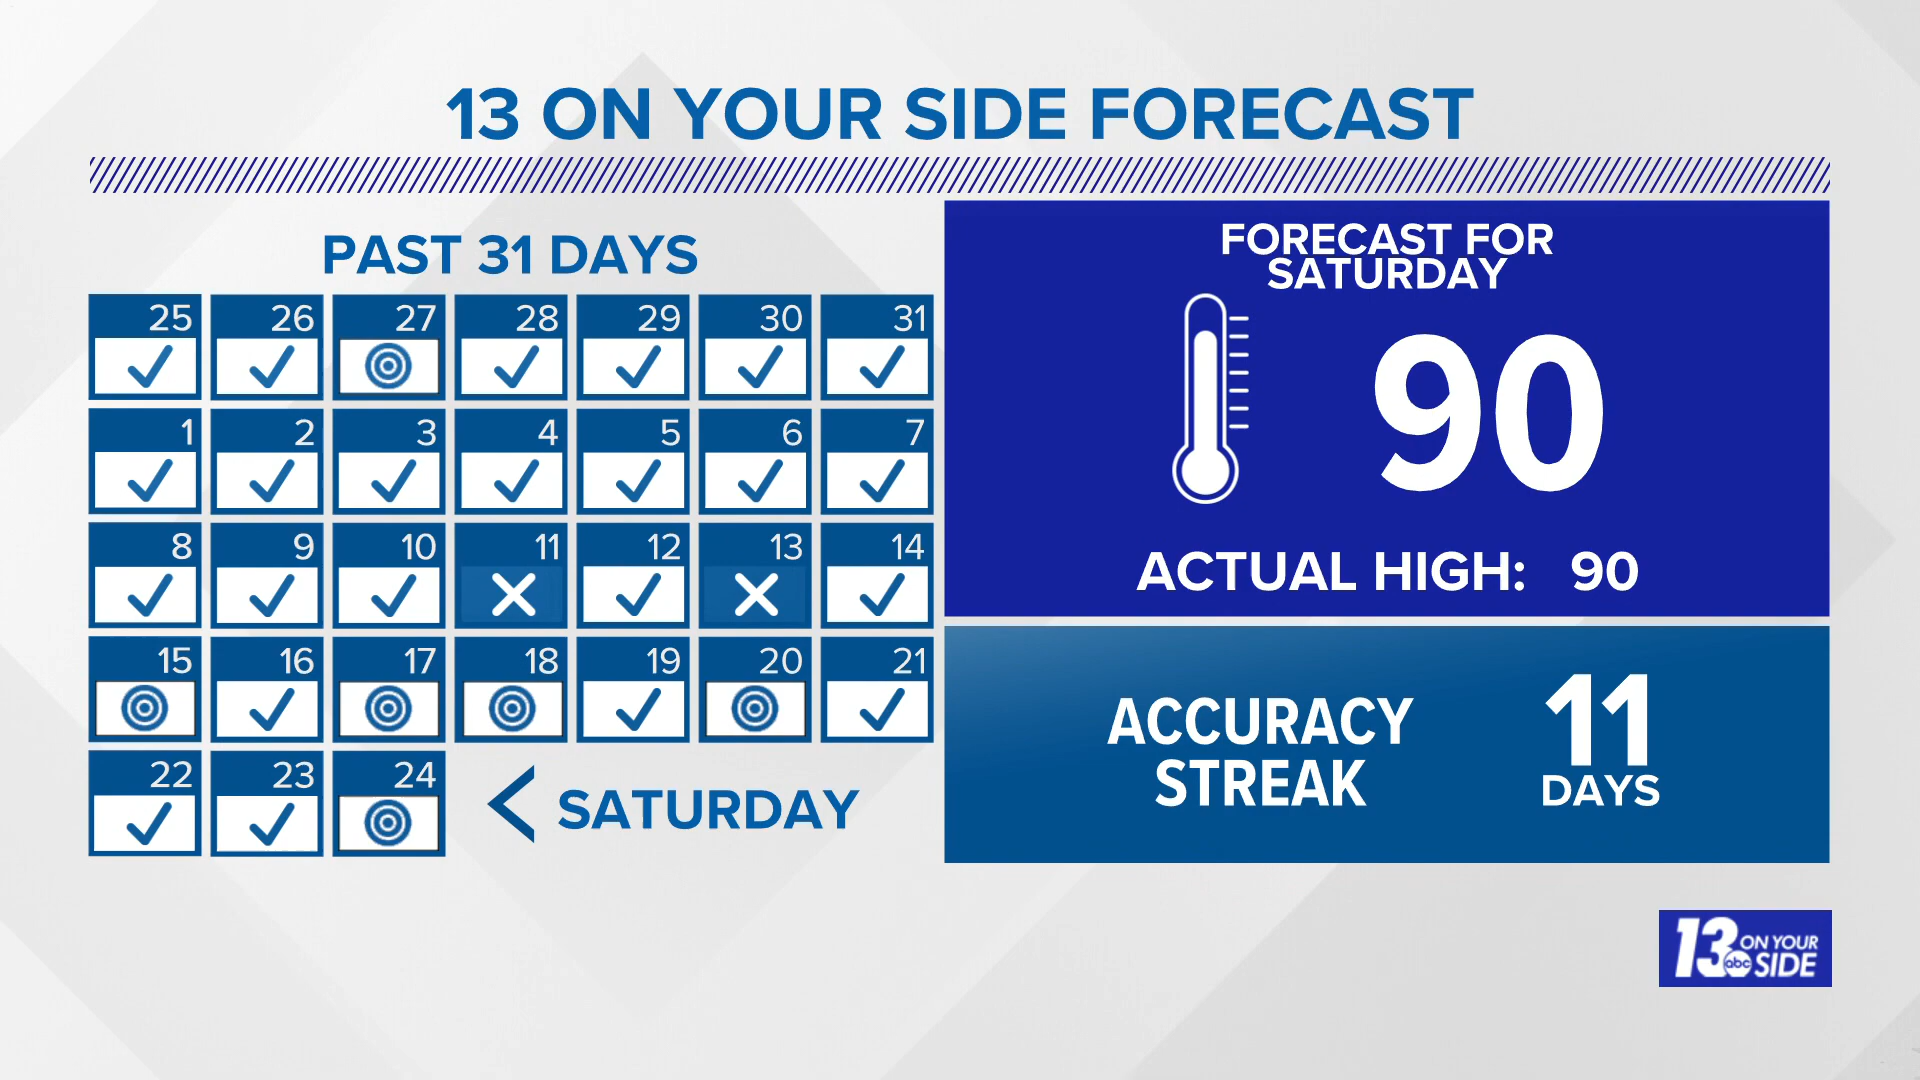 13 ON YOUR SIDE FORECAST
PAST 31 DAYS
25 26 27 28 29 30 31
1 2 3 4 5 6 7
8 9 10 11 12 13 14
15 16 17 18 19 20 21
22 23 24
SATURDAY
FORECAST FOR
SATURDAY
90
ACTUAL HIGH: 90
ACCURACY
STREAK
11
DAYS
13 ON YOUR
abc SIDE